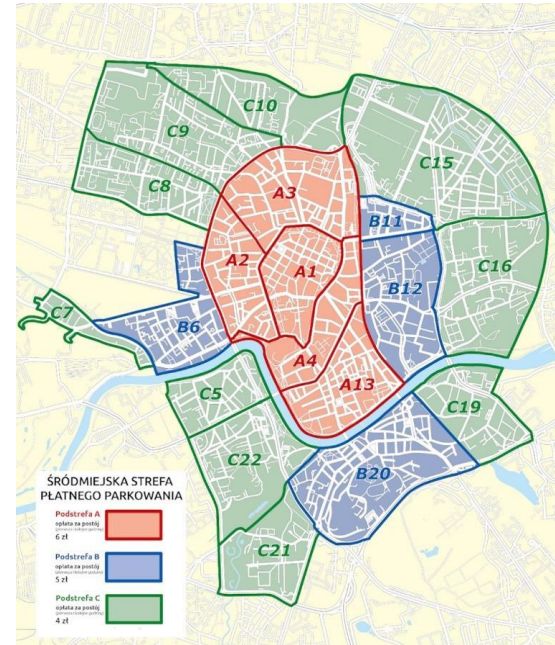 C10
C9
C15
C8
A3
B11
A2
A1
C16
B12
C7
B6
A4
A13
C5
C19
C22
B20
C21
ŚRÓDMIEJSKA STREFA
PŁATNEGO PARKOWANIA
Podstrefa A
opłata za postój
6 zł
Podstrefa B
opłata za postój
5 zł
Podstrefa C
opłata za postój
4 zł